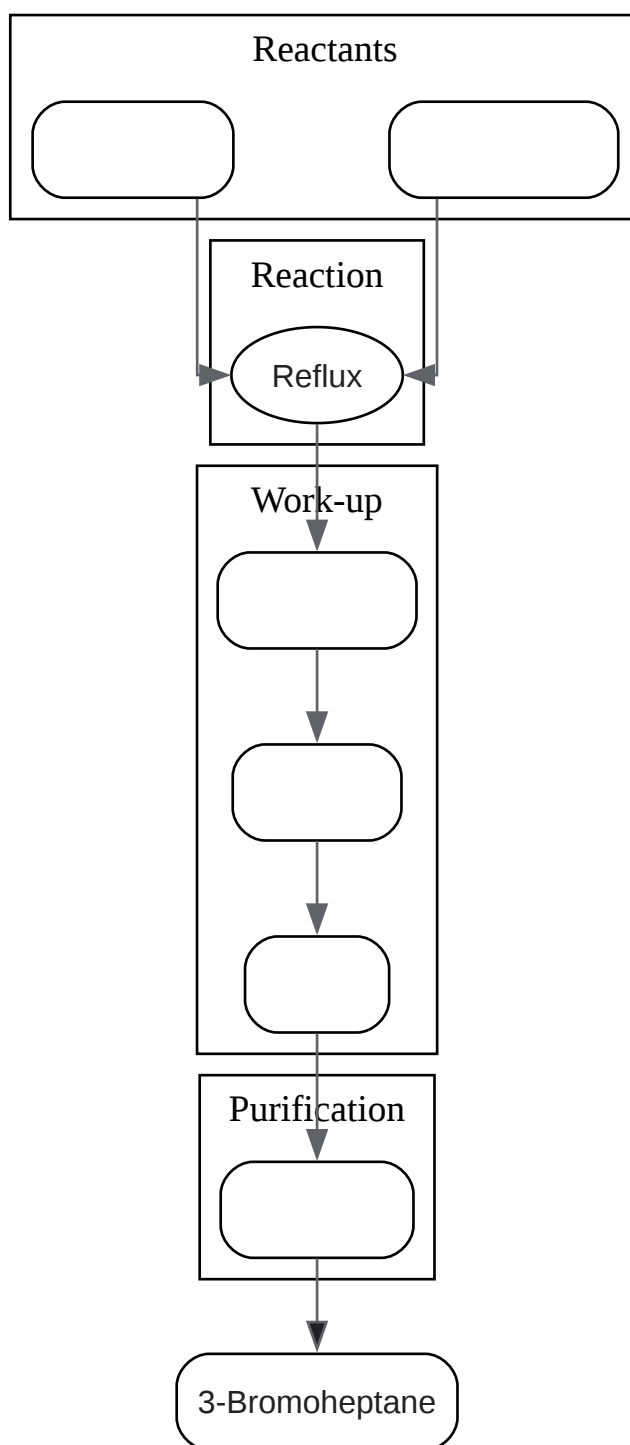 Reactants
Reaction
Reflux
Work-up
Purification
3-Bromoheptane